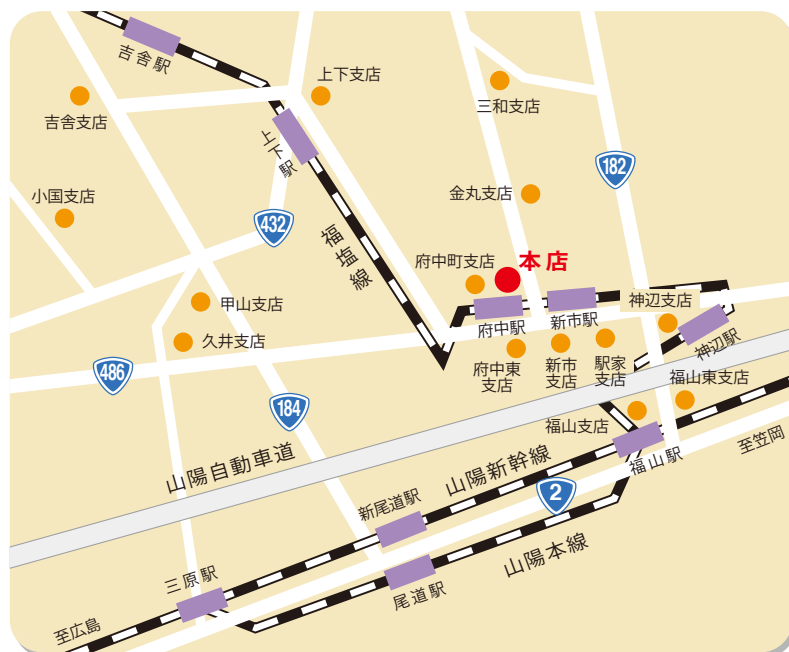 吉舎駅
上下支店
三和支店
吉舎支店
上下駅
182
小国支店
金丸支店
432
福塩線
府中町支店
本店
神辺支店
甲山支店
府中駅
新市駅
神辺駅
久井支店
府中東
支店
新市
支店
駅家
支店
486
184
福山東支店
福山支店
山陽自動車道
山陽新幹線
福山駅
至笠岡
新尾道駅
2
山陽本線
三原駅
尾道駅
至広島